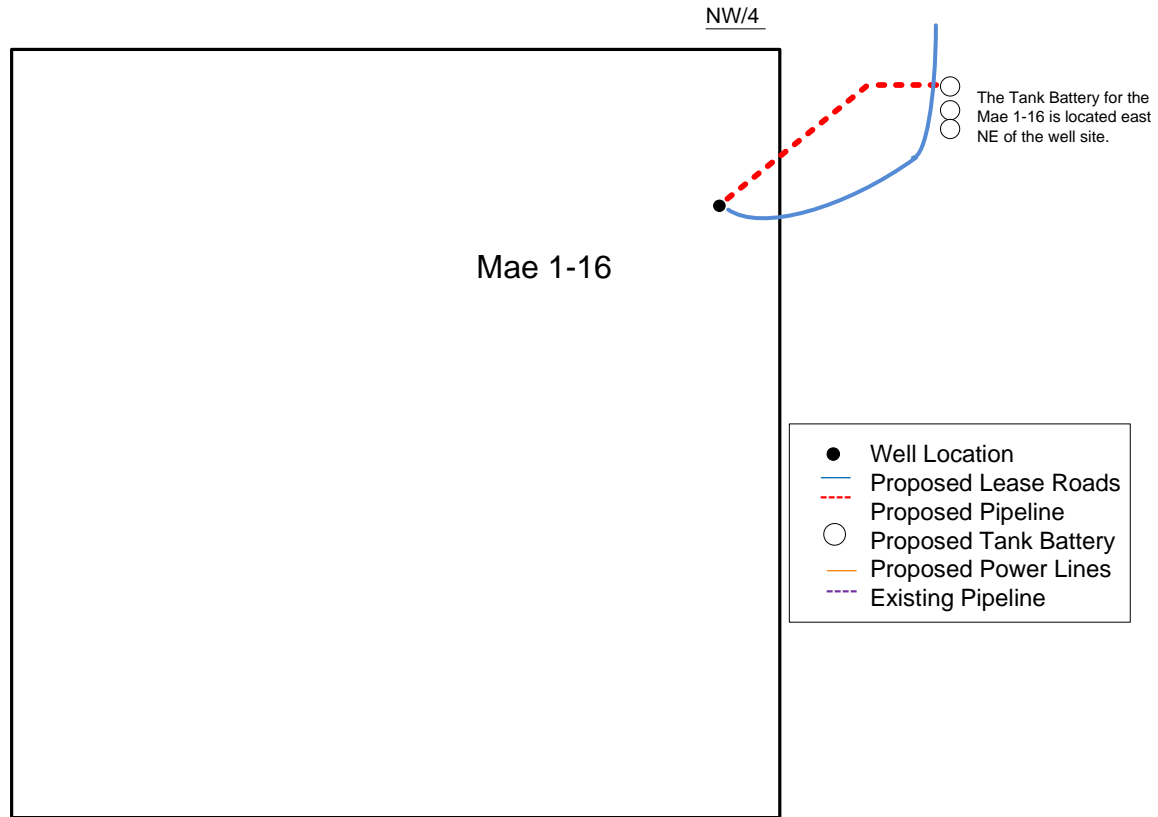 NW/4
The Tank Battery for the
Mae 1-16 is located east
NE of the well site.
Mae 1-16
Well Location
Proposed Lease Roads
Proposed Pipeline
Proposed Tank Battery
Proposed Power Lines
Existing Pipeline